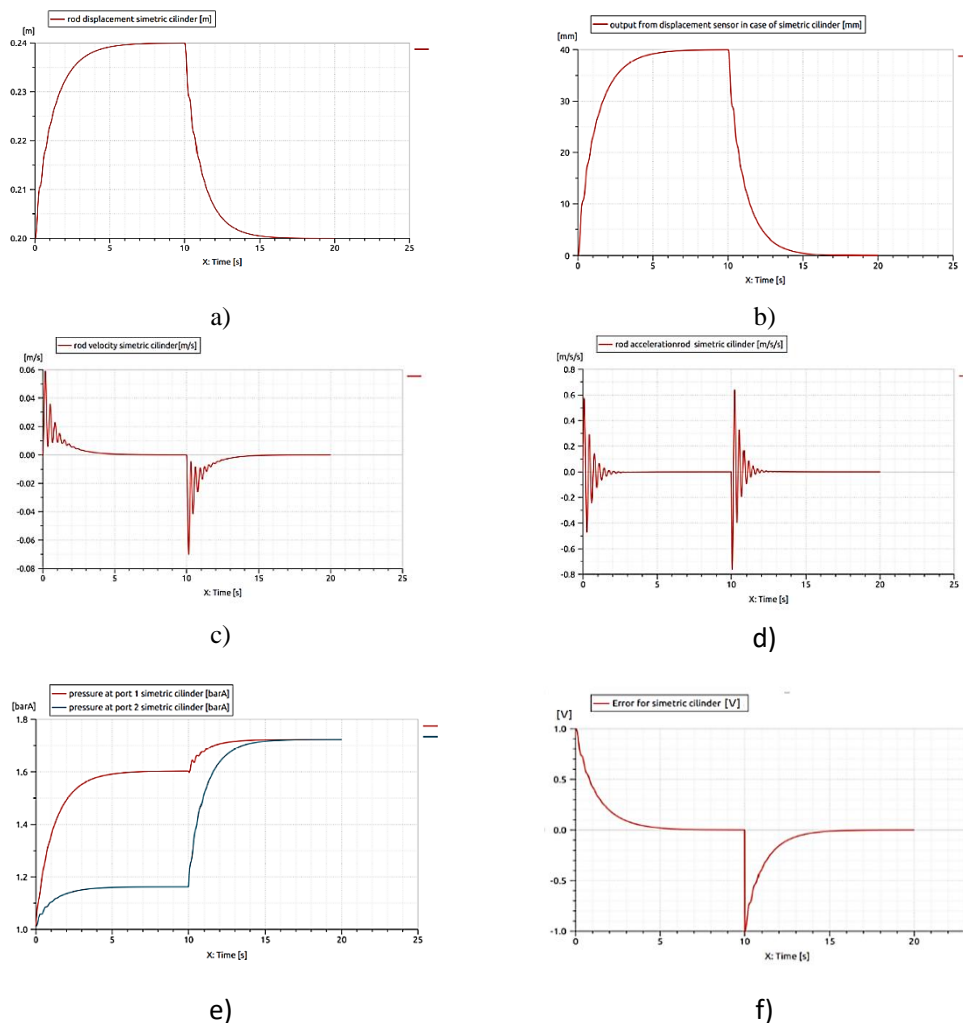 rod displacement simetric cilinder [m]
[m]
0.24
0.23
0.22
0.21
0.20
0 5 10 15 20 25
X: Time [s]
a)
output from displacement sensor in case of simetric cilinder [mm]
[mm]
40
30
20
10
0
0 5 10 15 20 25
X: Time [s]
b)
rod velocity simetric cilinder[m/s]
[m/s]
0.06
0.04
0.02
0.00
-0.02
-0.04
-0.06
-0.08
0 5 10 15 20 25
X: Time [s]
c)
rod accelerationrod simetric cilinder [m/s/s]
[m/s/s]
0.8
0.6
0.4
0.2
0.0
-0.2
-0.4
-0.6
-0.8
0 5 10 15 20 25
X: Time [s]
d)
pressure at port 1 simetric cilinder [barA]
pressure at port 2 simetric cilinder [barA]
[barA]
1.8
1.6
1.4
1.2
1.0
0 5 10 15 20 25
X: Time [s]
e)
Error for simetric cilinder [V]
[V]
1.0
0.5
0.0
-0.5
-1.0
0 5 10 15 20
X: Time [s]
f)